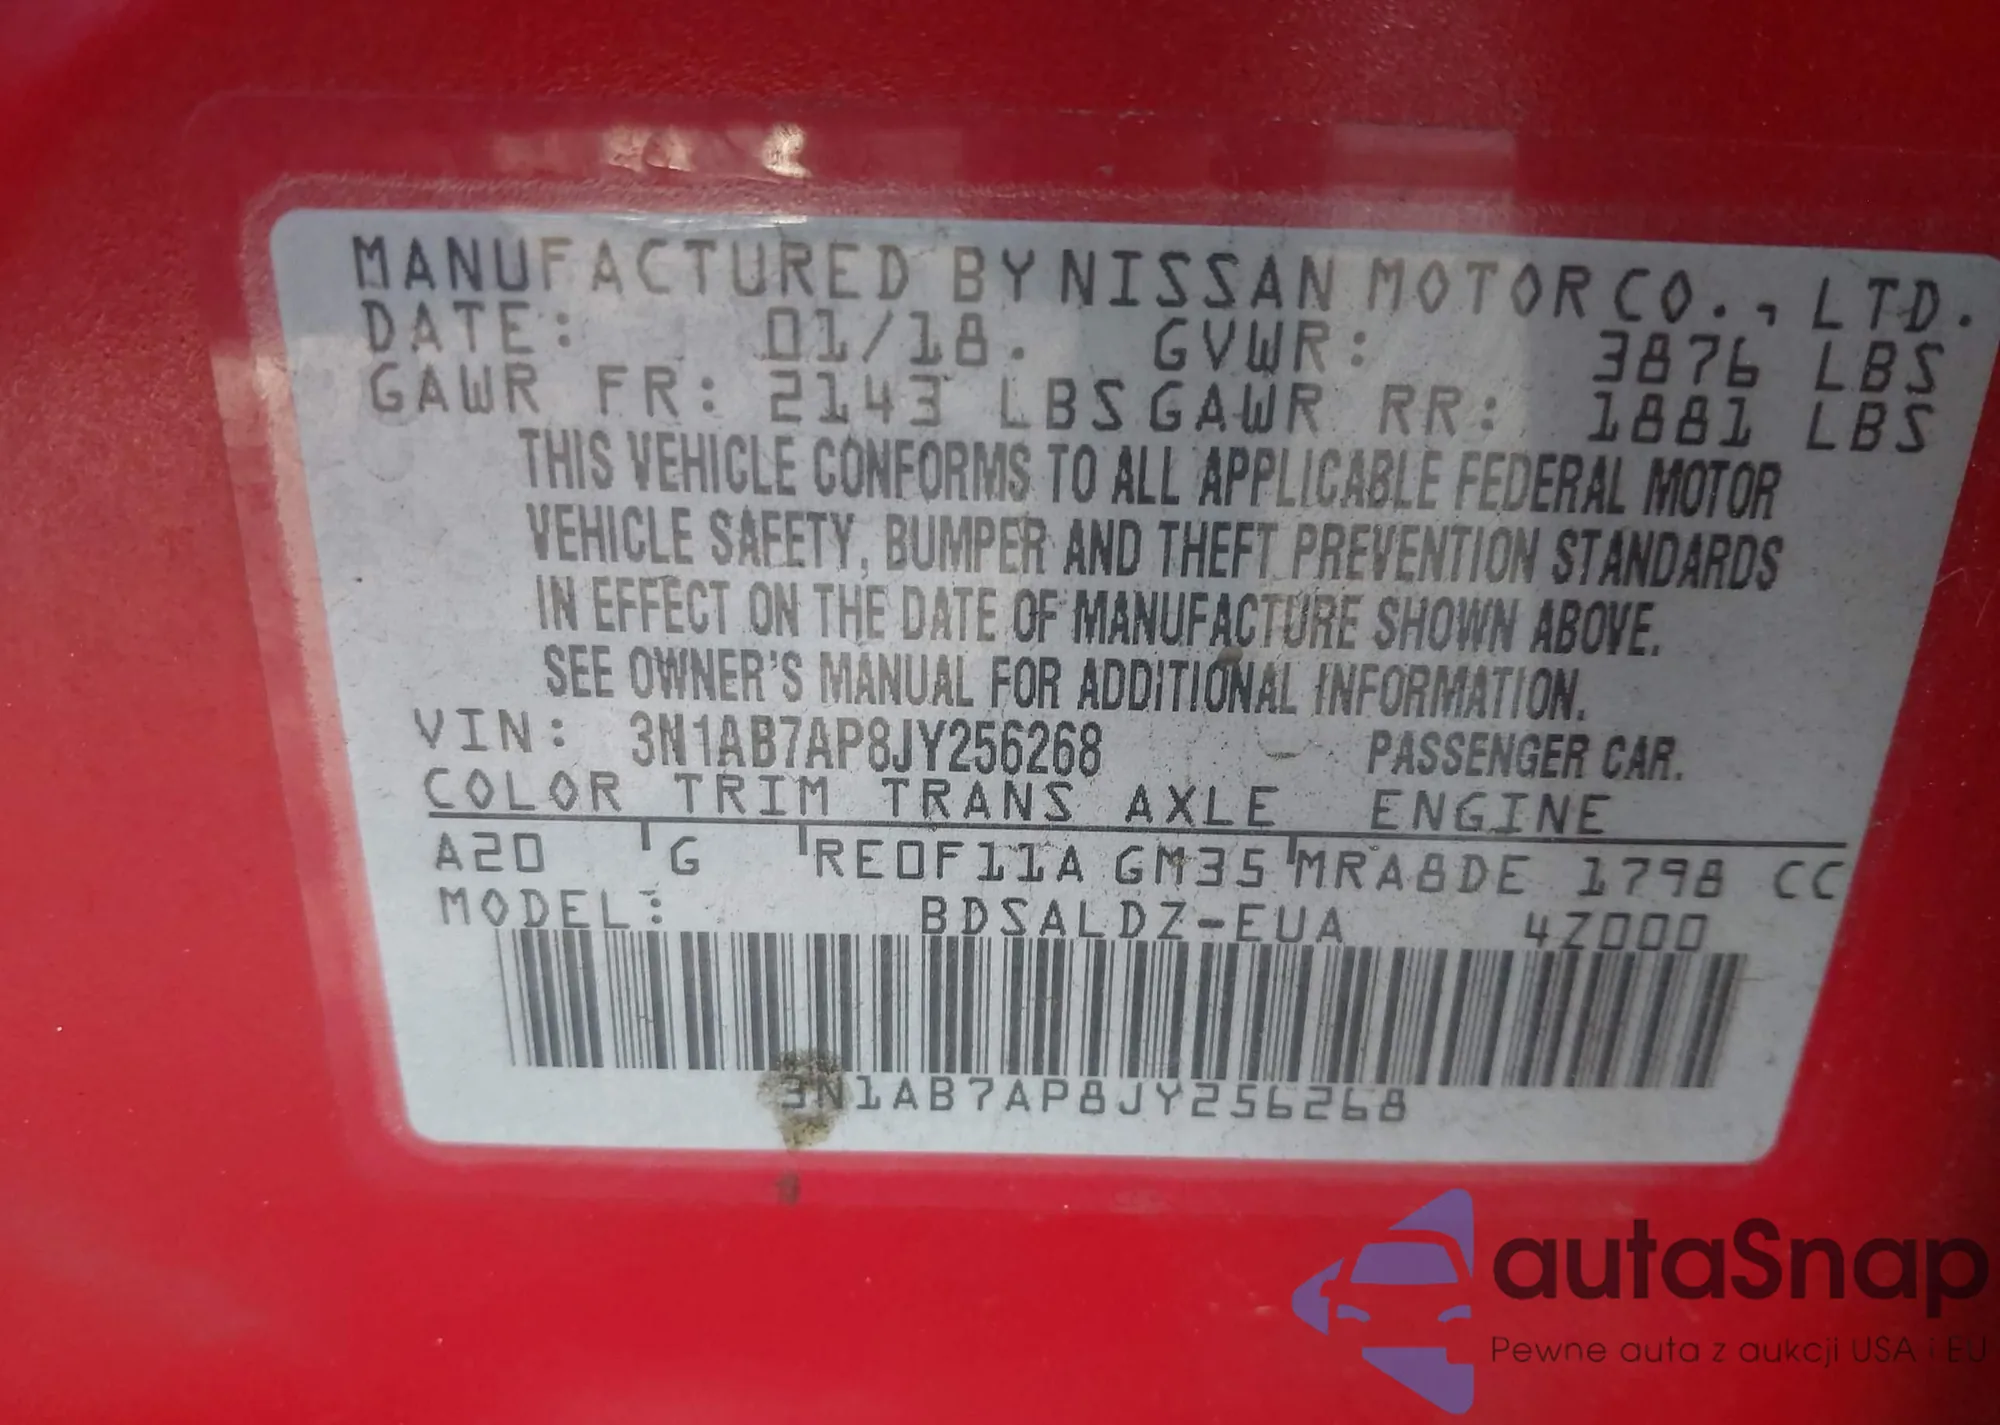 MANUFACTURED BY NISSAN MOTOR CO., LTD.
DATE: 01/18. GVWR: 3876 LBS
GAWR FR: 2143 LBS GAWR RR: 1881 LBS
THIS VEHICLE CONFORMS TO ALL APPLICABLE FEDERAL MOTOR
VEHICLE SAFETY, BUMPER AND THEFT PREVENTION STANDARDS
IN EFFECT ON THE DATE OF MANUFACTURE SHOWN ABOVE.
SEE OWNER'S MANUAL FOR ADDITIONAL INFORMATION.
VIN: 3N1AB7AP8JY256268 PASSENGER CAR.
COLOR TRIM TRANS AXLE ENGINE
A20 G RE0F11A GM35 MRA8DE 1798 CC
MODEL: BDSALDZ-EUA 4Z000
3N1AB7AP8JY256268
autaSnap
Pewne auta z aukcji USA i EU